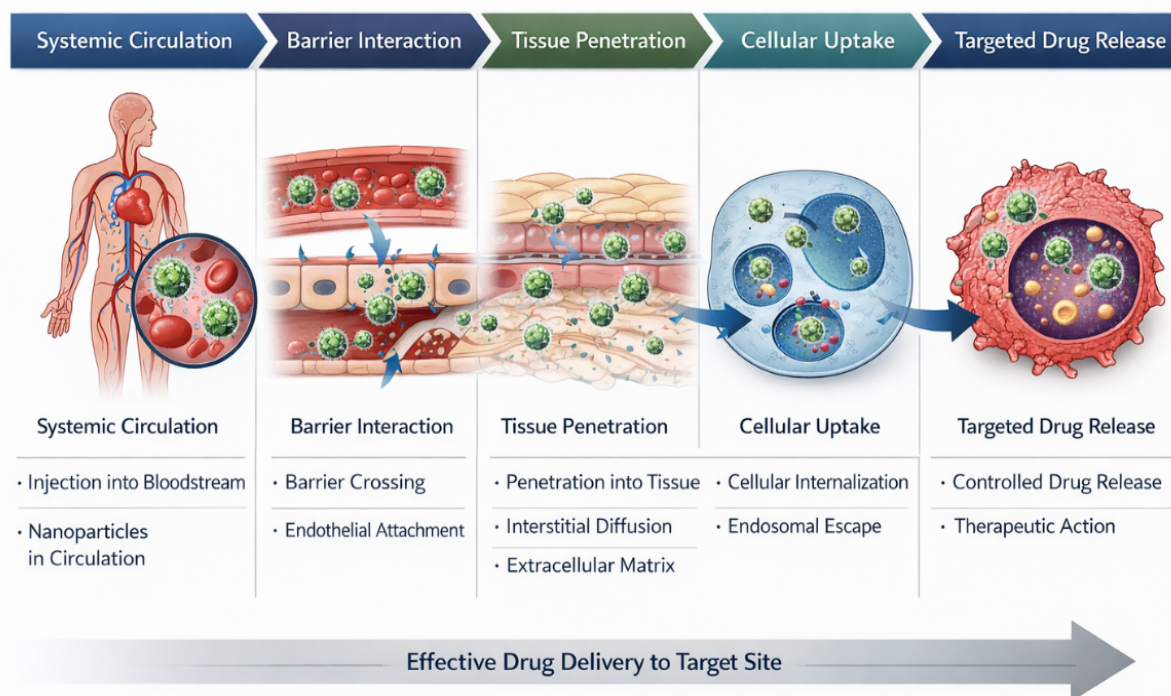 Systemic Circulation
Barrier Interaction
Tissue Penetration
Cellular Uptake
Targeted Drug Release
Systemic Circulation
· Injection into Bloodstream
· Nanoparticles
in Circulation
Barrier Interaction
· Barrier Crossing
· Endothelial Attachment
Tissue Penetration
· Penetration into Tissue
· Interstitial Diffusion
· Extracellular Matrix
Cellular Uptake
· Cellular Internalization
· Endosomal Escape
Targeted Drug Release
· Controlled Drug Release
· Therapeutic Action
Effective Drug Delivery to Target Site